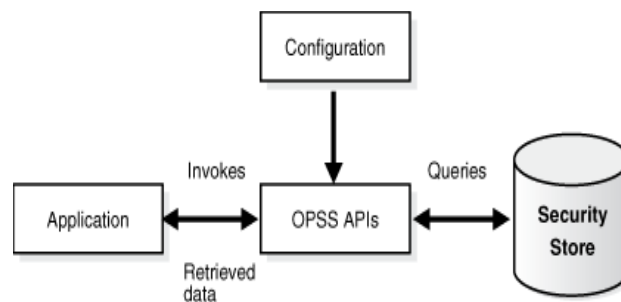 Configuration
Invokes
Queries
Application
OPSS APIs
Security
Store
Retrieved
data